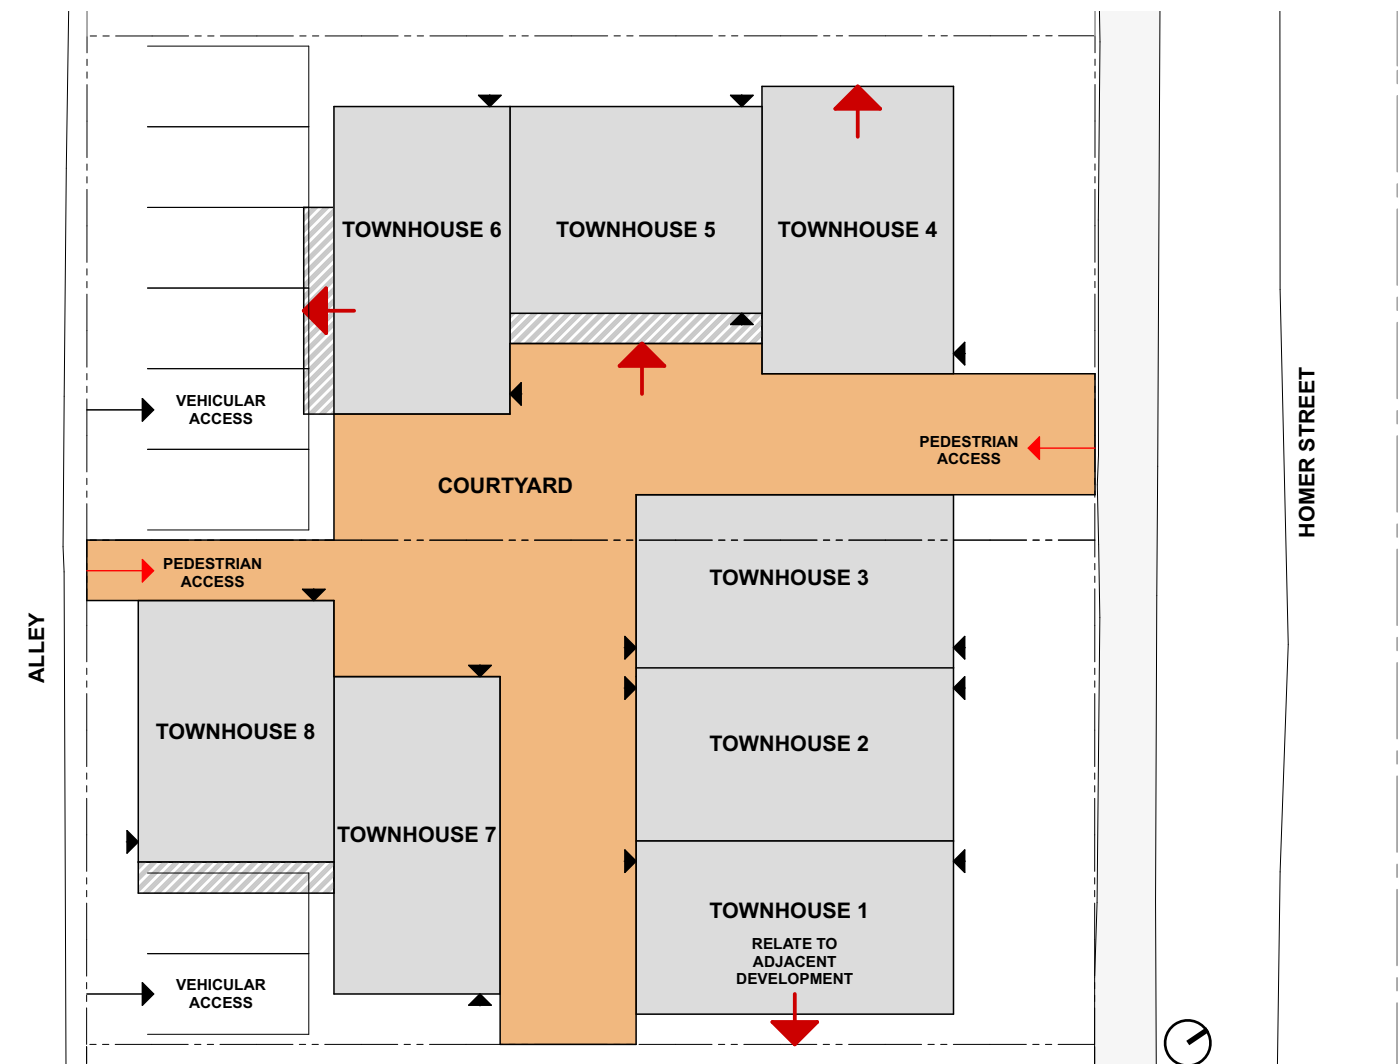 TOWNHOUSE 6
TOWNHOUSE 5
TOWNHOUSE 4
VEHICULAR
ACCESS
PEDESTRIAN
ACCESS
COURTYARD
HOMER STREET
PEDESTRIAN
ACCESS
TOWNHOUSE 3
ALLEY
TOWNHOUSE 8
TOWNHOUSE 2
TOWNHOUSE 7
TOWNHOUSE 1
RELATE TO
ADJACENT
DEVELOPMENT
VEHICULAR
ACCESS